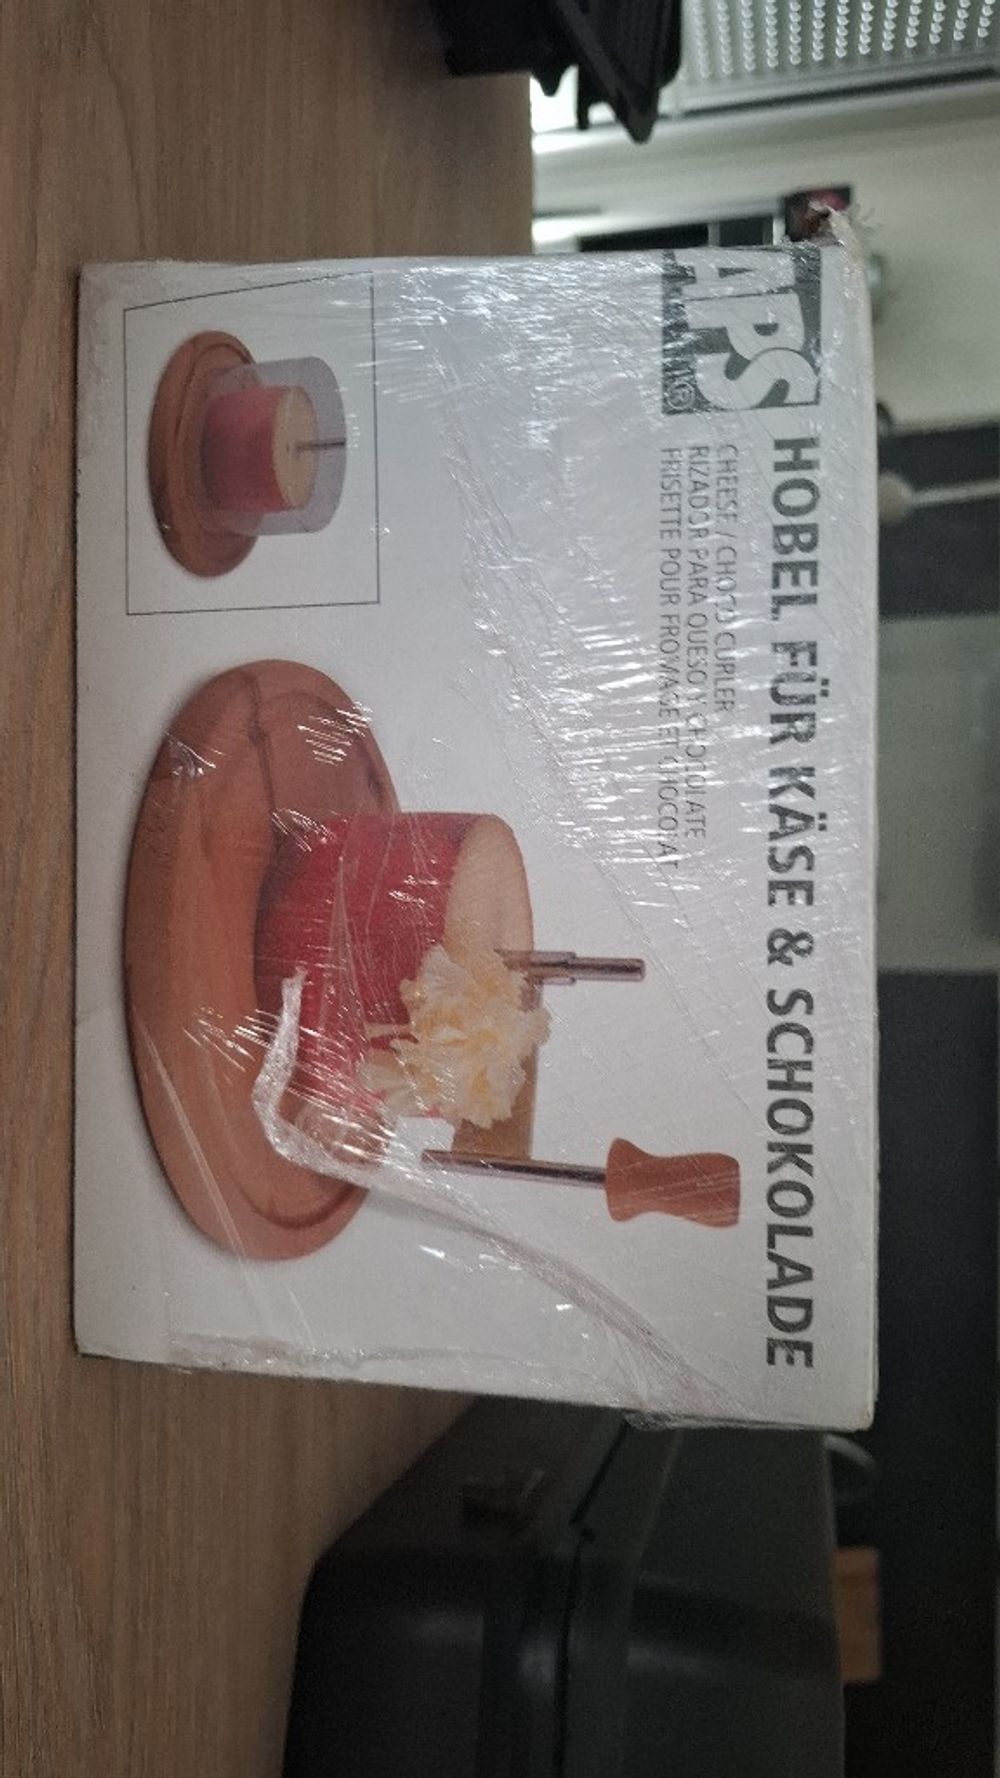 APS
HOBEL FÜR KÄSE & SCHOKOLADE
CHEESE / CHOCO CURLER
RIZADOR PARA QUESO Y CHOCOLATE
FRISETTE POUR FROMAGE ET CHOCOLAT